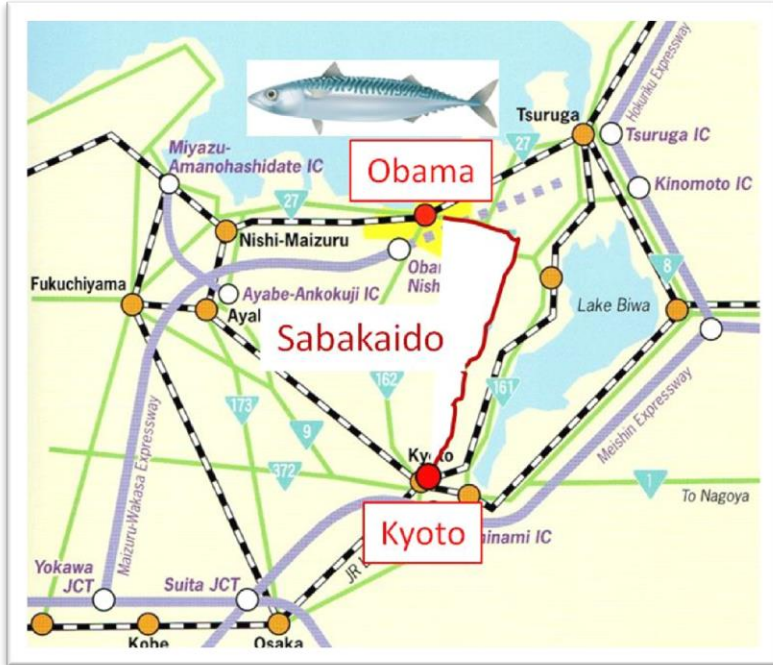 Tsuruga
27
Hokuriku Expressway
Tsuruga IC
Miyazu-
Amanohashidate IC
Obama
Kinomoto IC
27
Nishi-Maizuru
8
Fukuchiyama
Ayabe-Ankokuji IC
Lake Biwa
Sabakaido
162
161
173
9
372
Meishin Expressway
Maizuru-Wakasa Expressway
1
To Nagoya
Kyoto
Yokawa
JCT
Suita JCT
Kobe
Osaka